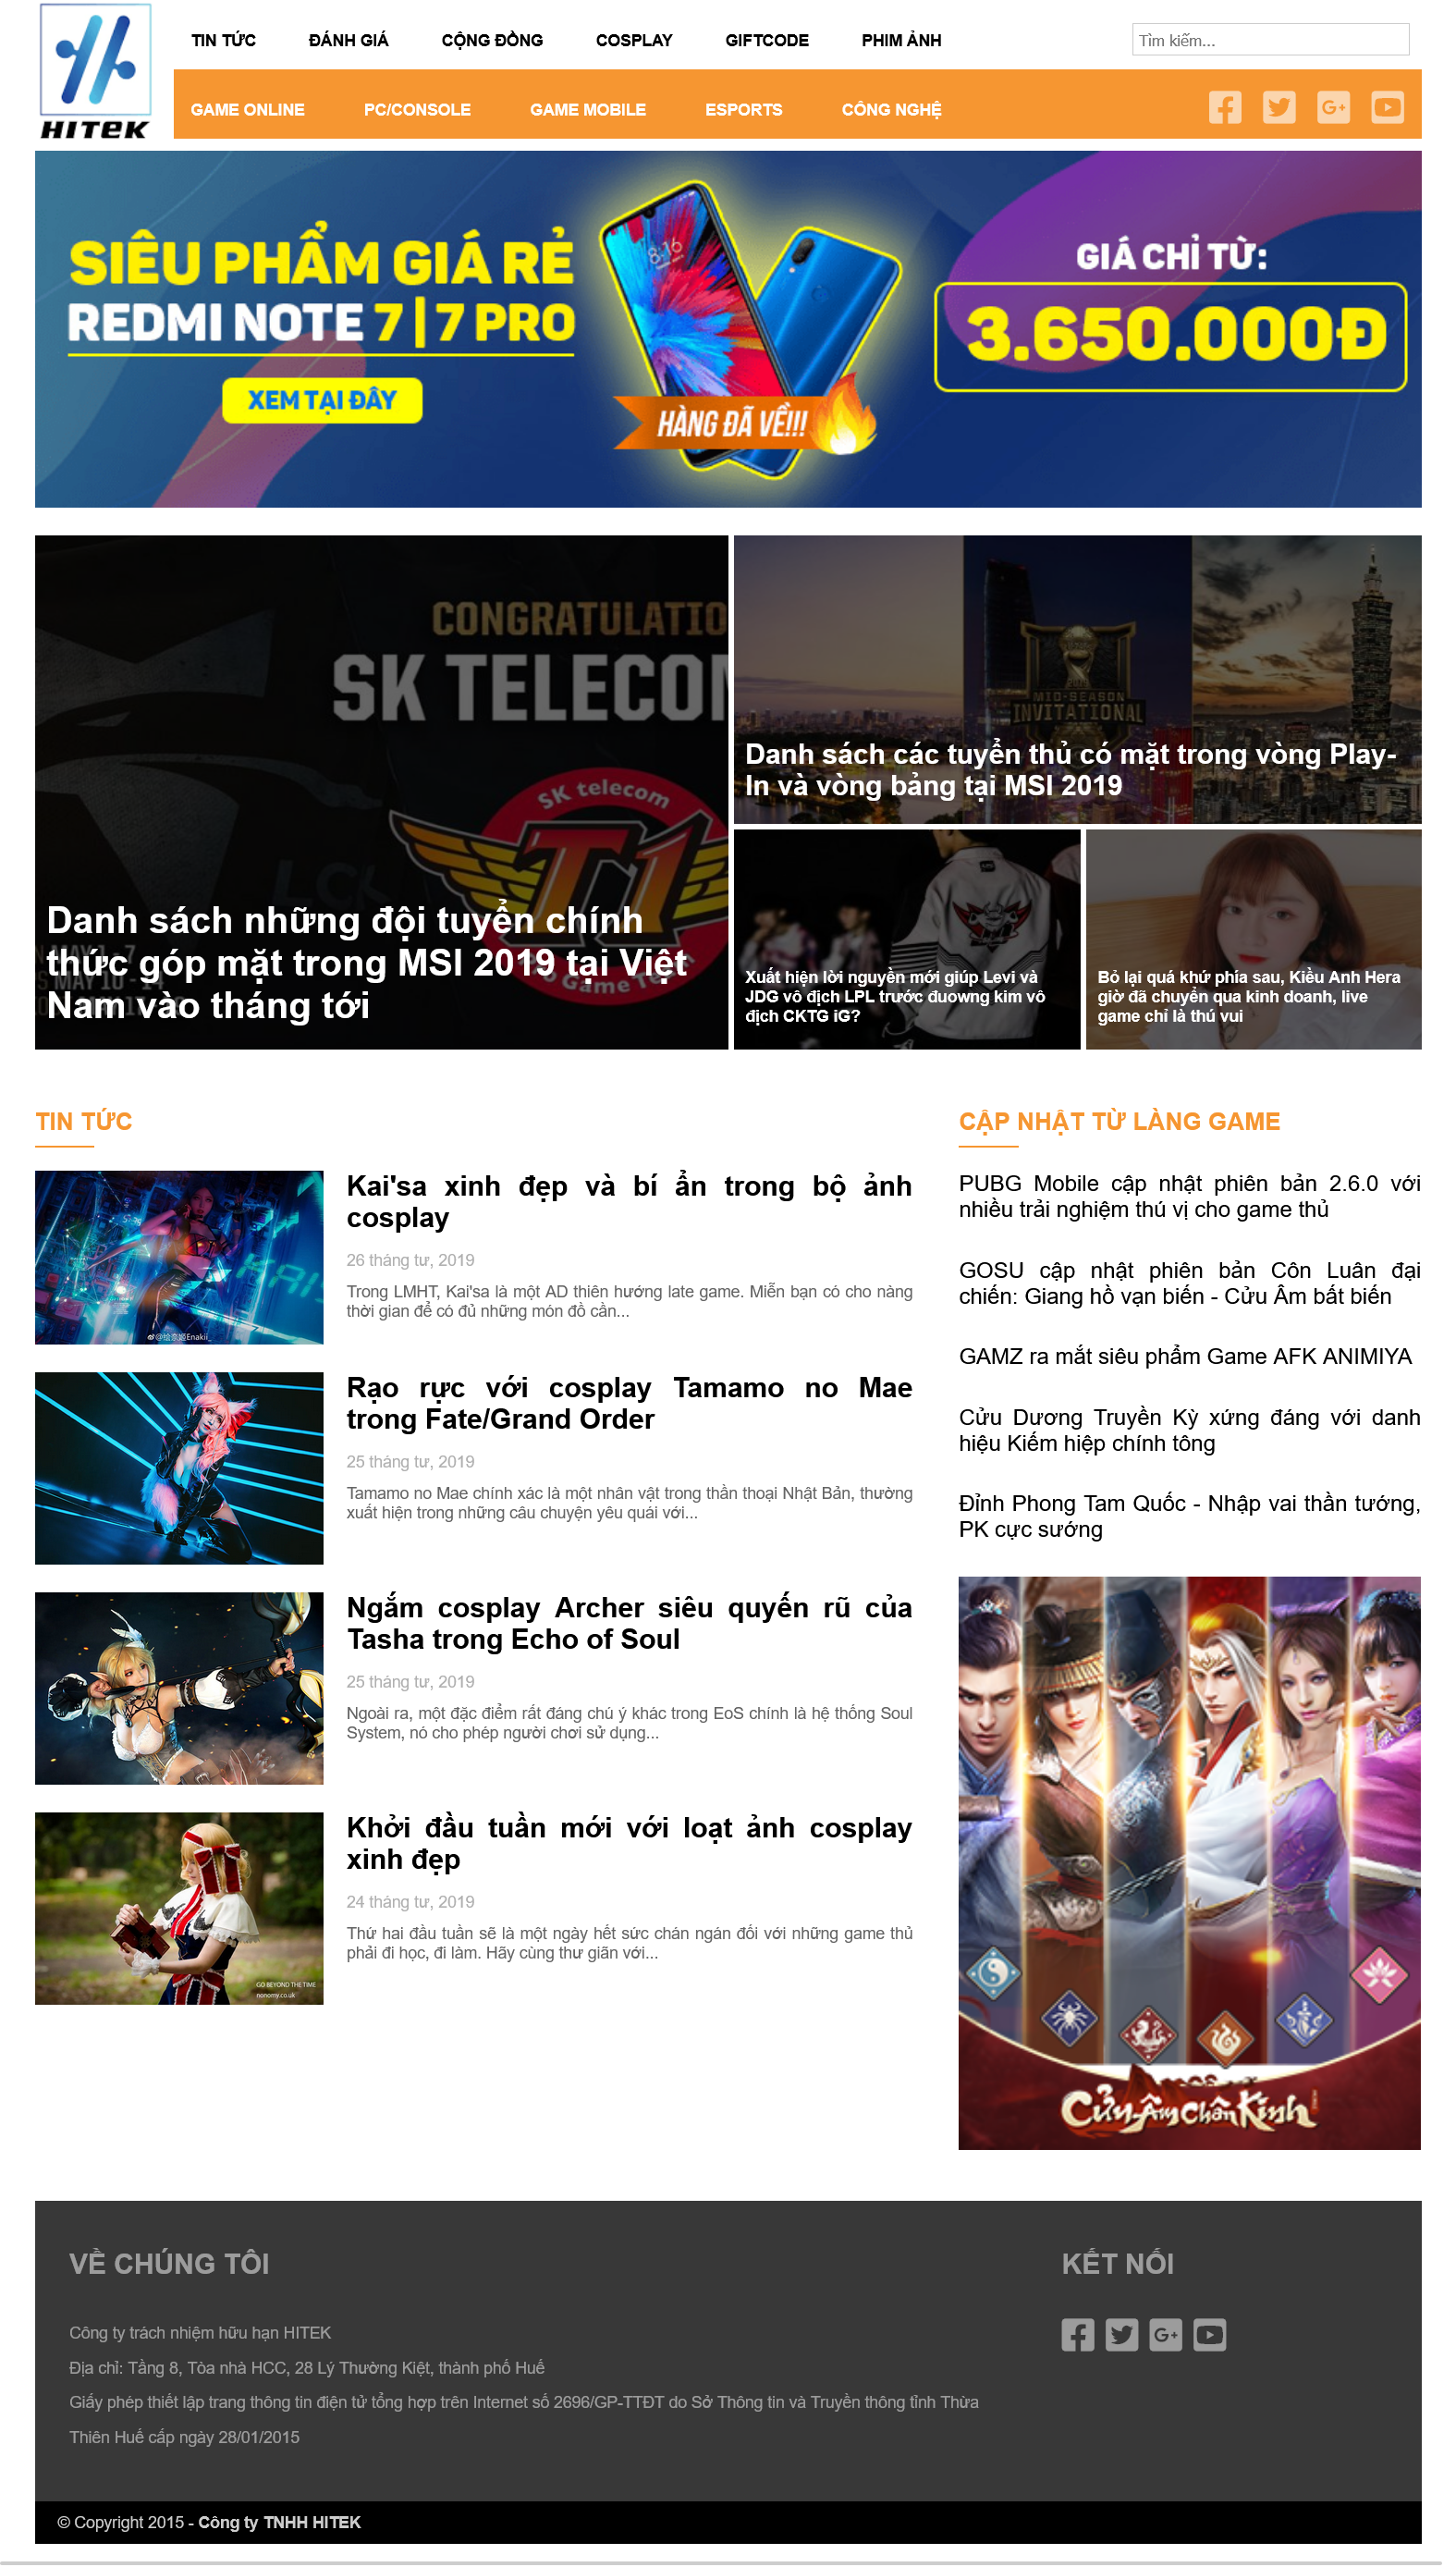 HITEK
TIN TỨC
ĐÁNH GIÁ
CỘNG ĐỒNG
COSPLAY
GIFTCODE
PHIM ẢNH
Tìm kiếm...
GAME ONLINE
PC/CONSOLE
GAME MOBILE
ESPORTS
CÔNG NGHỆ
SIÊU PHẨM GIÁ RẺ
REDMI NOTE 7 | 7 PRO
XEM TẠI ĐÂY
8:16
HÀNG ĐÃ VỀ!!!
GIÁ CHỈ TỪ:
3.650.000Đ
CONGRATULATIO
SK TELECOM
SK telecom
T1
Danh sách những đội tuyển chính
thức góp mặt trong MSI 2019 tại Việt
Nam vào tháng tới
MID-SEASON
INVITATIONAL
Danh sách các tuyển thủ có mặt trong vòng Play-
In và vòng bảng tại MSI 2019
Xuất hiện lời nguyền mới giúp Levi và
JDG vô địch LPL trước đuowng kim vô
địch CKTG iG?
Bỏ lại quá khứ phía sau, Kiều Anh Hera
giờ đã chuyển qua kinh doanh, live
game chỉ là thú vui
TIN TỨC
Kai'sa xinh đẹp và bí ẩn trong bộ ảnh
cosplay
26 tháng tư, 2019
Trong LMHT, Kai'sa là một AD thiên hướng late game. Miễn bạn có cho nàng
thời gian để có đủ những món đồ cần...
Rạo rực với cosplay Tamamo no Mae
trong Fate/Grand Order
25 tháng tư, 2019
Tamamo no Mae chính xác là một nhân vật trong thần thoại Nhật Bản, thường
xuất hiện trong những câu chuyện yêu quái với...
Ngắm cosplay Archer siêu quyến rũ của
Tasha trong Echo of Soul
25 tháng tư, 2019
Ngoài ra, một đặc điểm rất đáng chú ý khác trong EoS chính là hệ thống Soul
System, nó cho phép người chơi sử dụng...
GO BEYOND THE TIME
nonomy.co.uk
Khởi đầu tuần mới với loạt ảnh cosplay
xinh đẹp
24 tháng tư, 2019
Thứ hai đầu tuần sẽ là một ngày hết sức chán ngán đối với những game thủ
phải đi học, đi làm. Hãy cùng thư giãn với...
CẬP NHẬT TỪ LÀNG GAME
PUBG Mobile cập nhật phiên bản 2.6.0 với
nhiều trải nghiệm thú vị cho game thủ
GOSU cập nhật phiên bản Côn Luân đại
chiến: Giang hồ vạn biến - Cửu Âm bất biến
GAMZ ra mắt siêu phẩm Game AFK ANIMIYA
Cửu Dương Truyền Kỳ xứng đáng với danh
hiệu Kiếm hiệp chính tông
Đỉnh Phong Tam Quốc - Nhập vai thần tướng,
PK cực sướng
Cửu Âm Chân Kinh
VỀ CHÚNG TÔI
Công ty trách nhiệm hữu hạn HITEK
Địa chỉ: Tầng 8, Tòa nhà HCC, 28 Lý Thường Kiệt, thành phố Huế
Giấy phép thiết lập trang thông tin điện tử tổng hợp trên Internet số 2696/GP-TTĐT do Sở Thông tin và Truyền thông tỉnh Thừa
Thiên Huế cấp ngày 28/01/2015
KẾT NỐI
© Copyright 2015 - Công ty TNHH HITEK